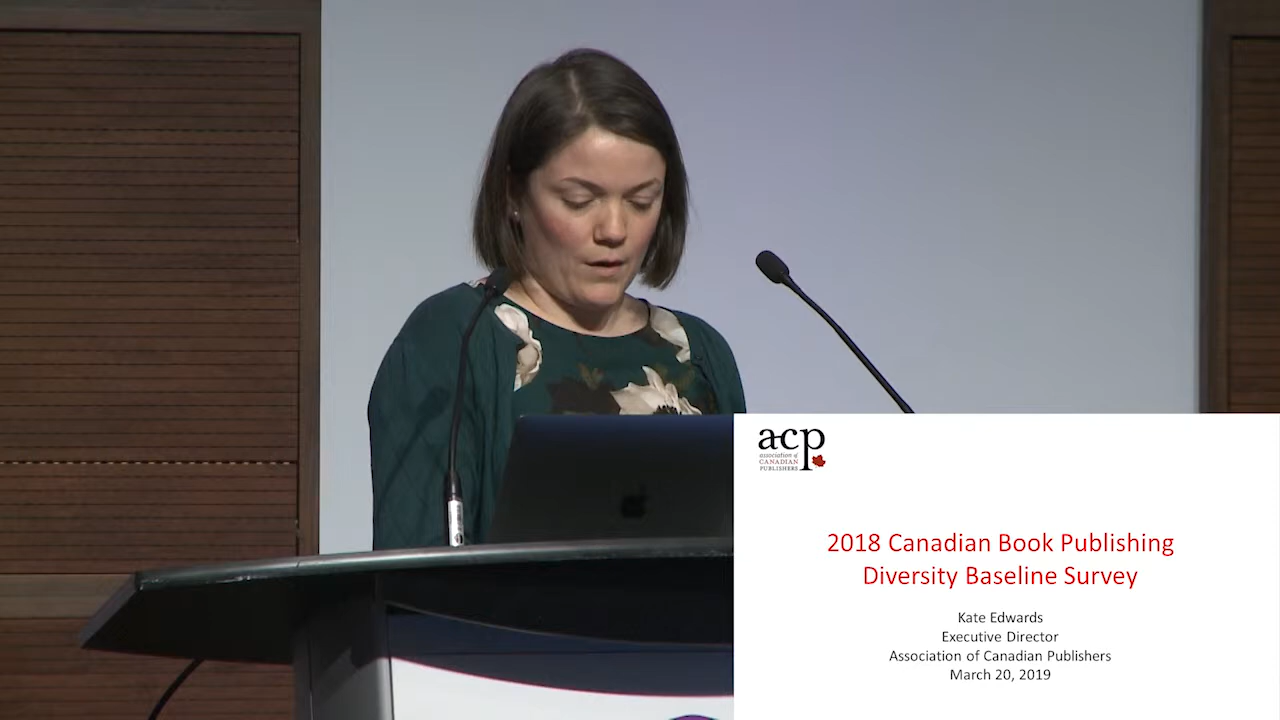 acp
association of
CANADIAN
PUBLISHERS
2018 Canadian Book Publishing
Diversity Baseline Survey
Kate Edwards
Executive Director
Association of Canadian Publishers
March 20, 2019